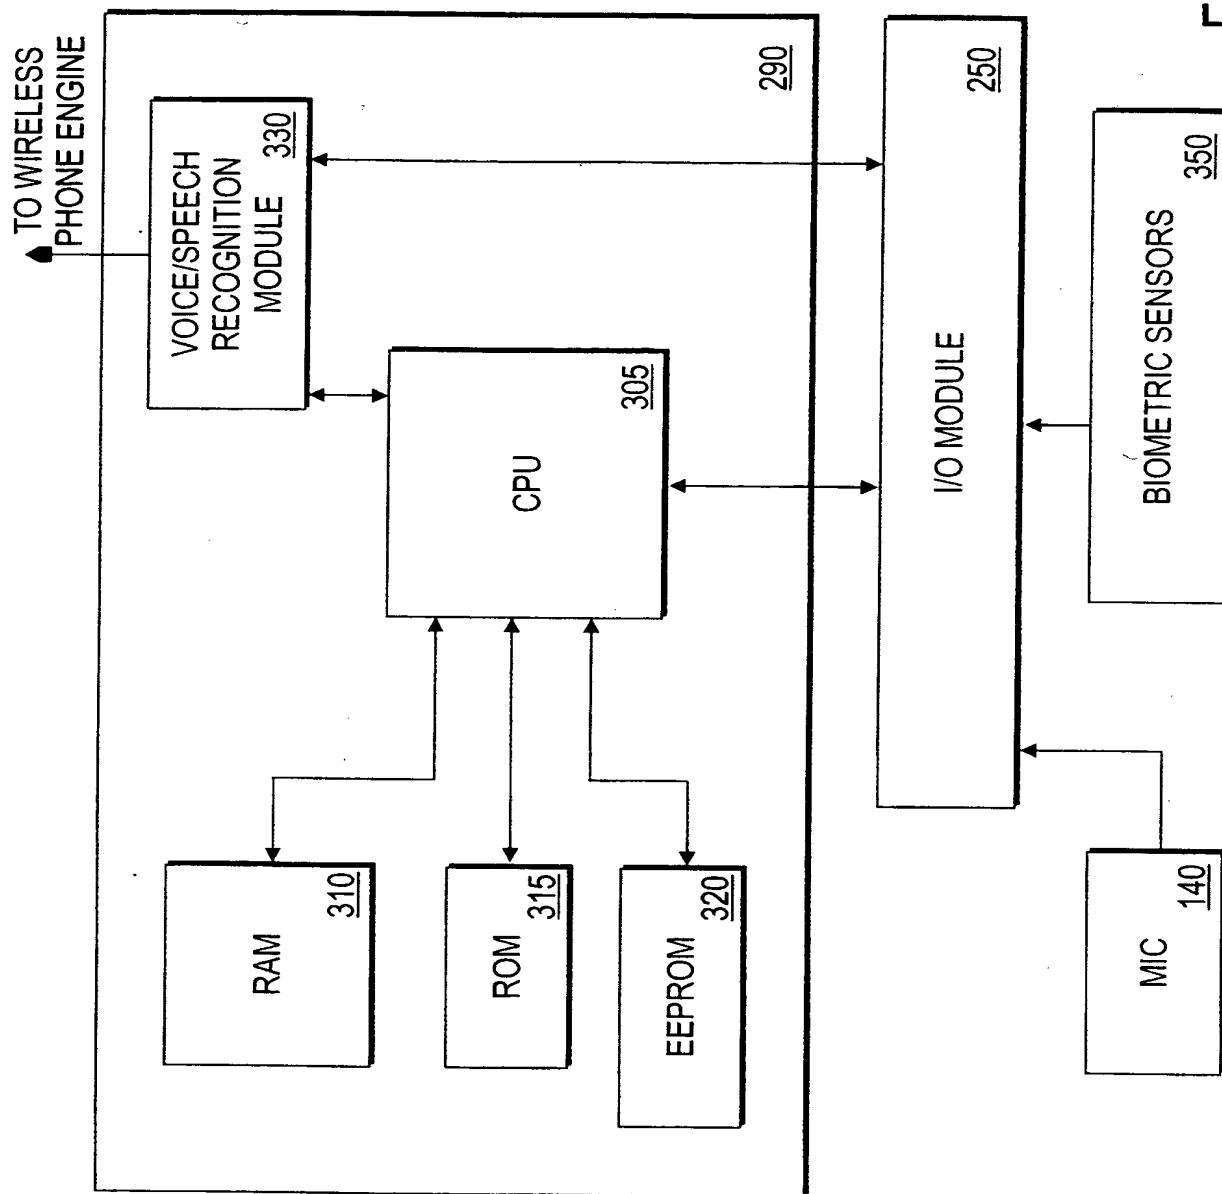 TO WIRELESS
PHONE ENGINE
VOICE/SPEECH
RECOGNITION
MODULE
330
290
CPU
305
RAM
310
ROM
315
EEPROM
320
I/O MODULE
250
BIOMETRIC SENSORS
350
MIC
140